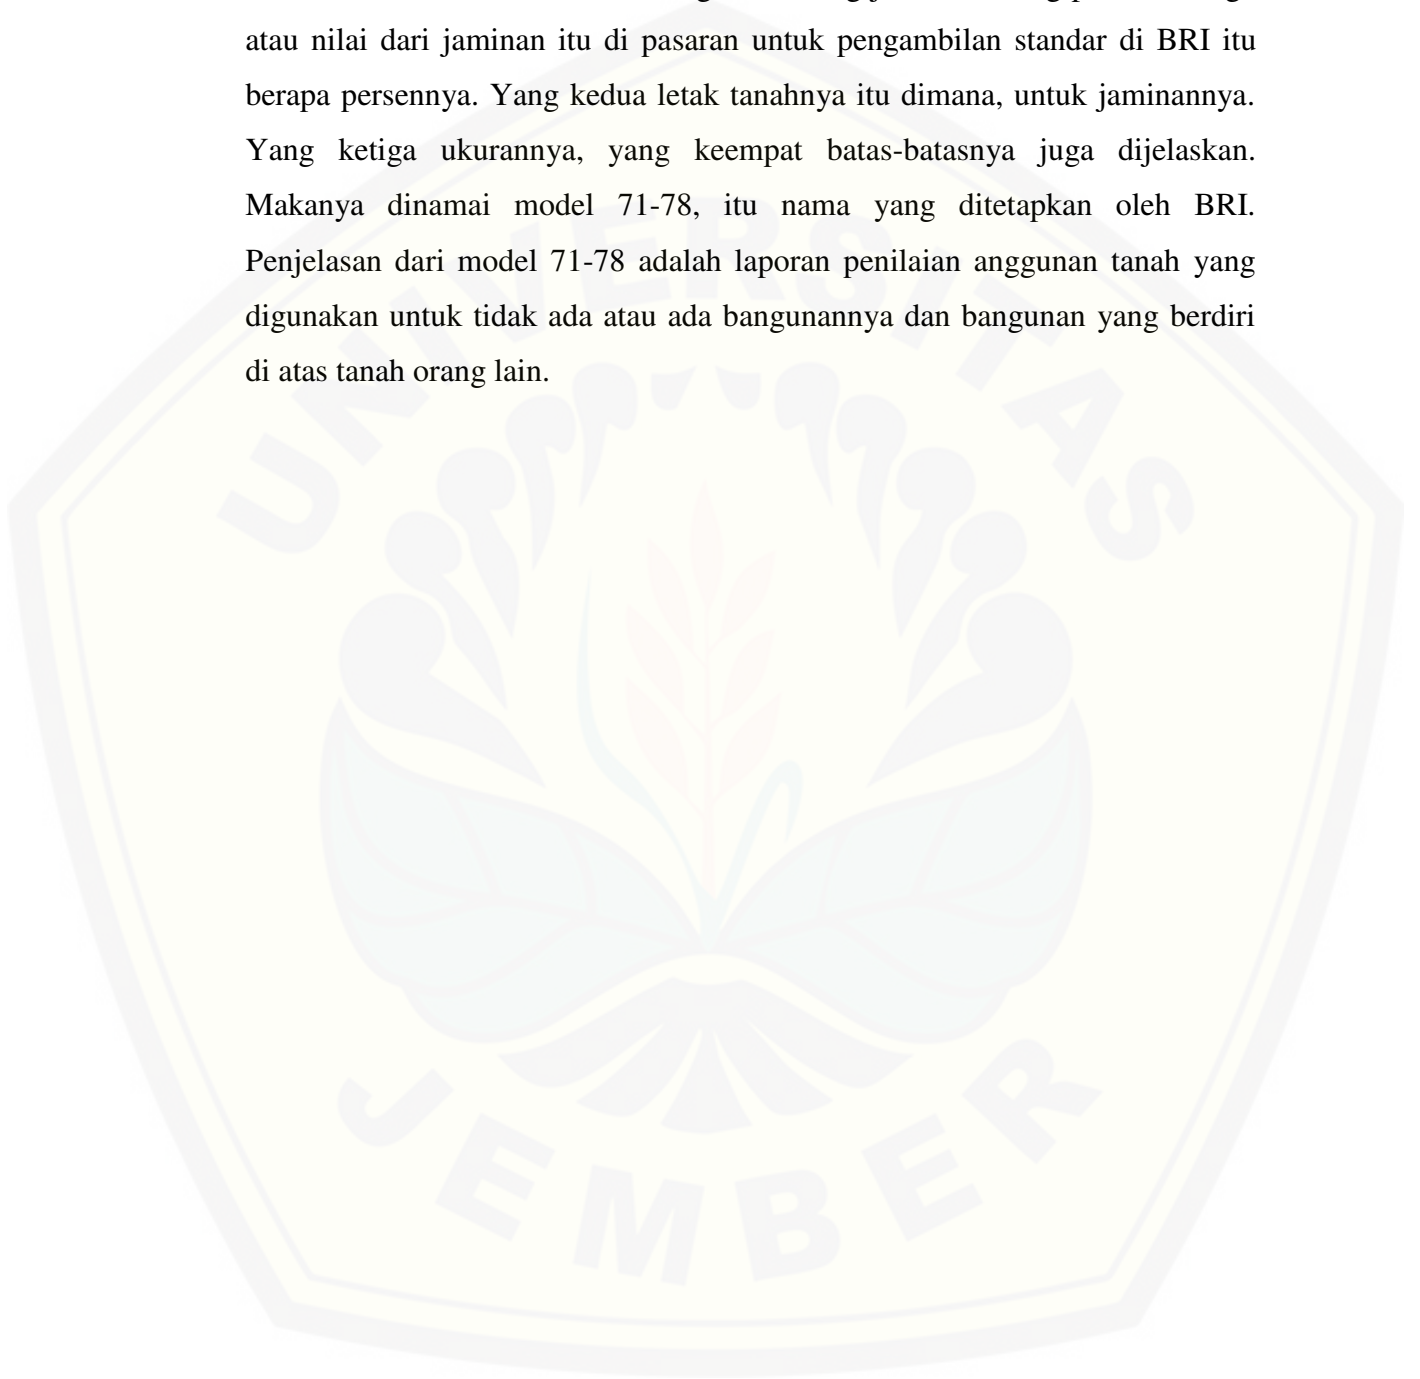 atau nilai dari jaminan itu di pasaran untuk pengambilan standar di BRI itu
berapa persennya. Yang kedua letak tanahnya itu dimana, untuk jaminannya.
Yang ketiga ukurannya, yang keempat batas-batasnya juga dijelaskan.
Makanya dinamai model 71-78, itu nama yang ditetapkan oleh BRI.
Penjelasan dari model 71-78 adalah laporan penilaian anggunan tanah yang
digunakan untuk tidak ada atau ada bangunannya dan bangunan yang berdiri
di atas tanah orang lain.
UNIVERSITAS
JEMBER